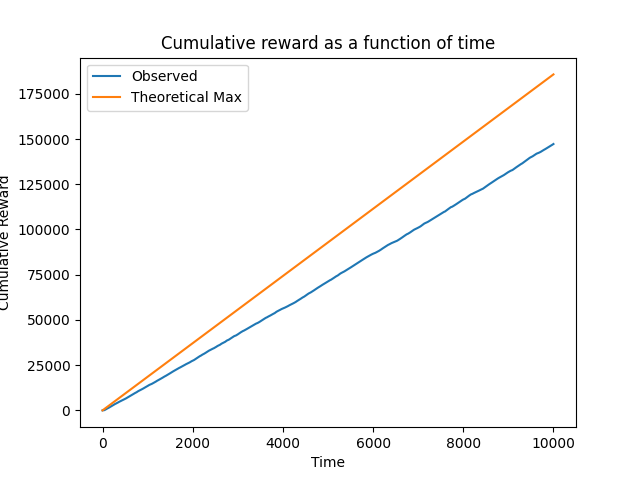 Cumulative reward as a function of time
Observed
Theoretical Max
175000
150000
125000
100000
75000
50000
25000
0
Cumulative Reward
0 2000 4000 6000 8000 10000
Time